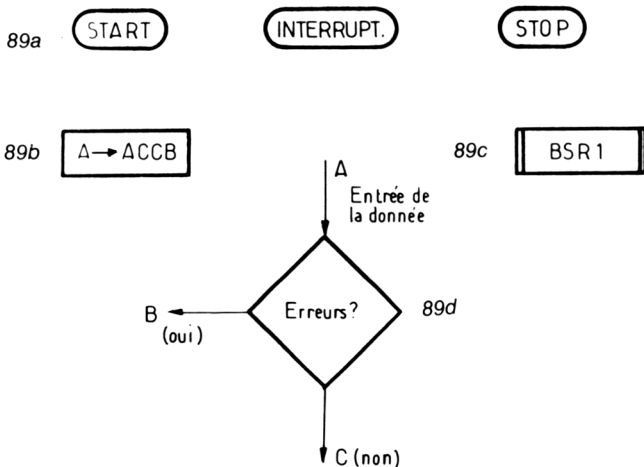 89a START INTERRUPT. STOP
89b A→ACCB 89c BSR1
A
Entrée de
la donnée
Erreurs? 89d
B
(oui)
C (non)